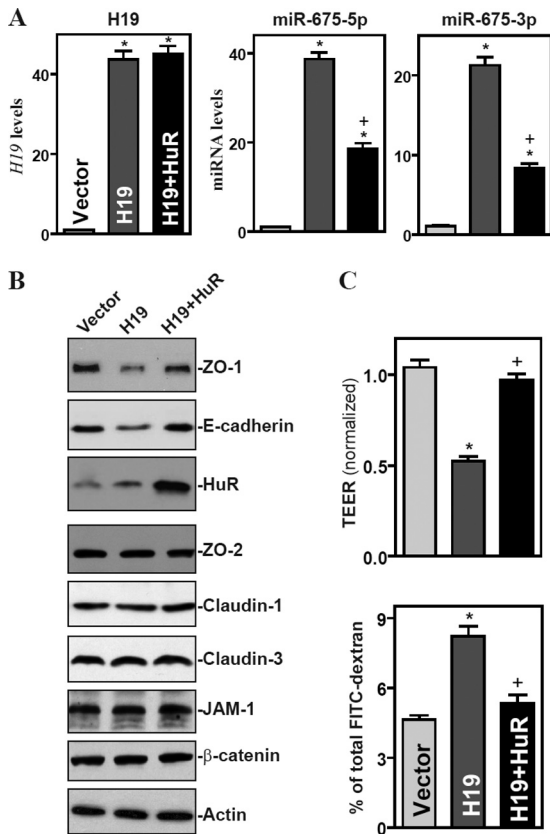 A
H19
miR-675-5p
miR-675-3p
H19 levels
40
20
0
Vector
H19
H19+HuR
*
*
miRNA levels
40
20
0
*
+
*
20
10
0
*
+
*
B
Vector
H19
H19+HuR
-ZO-1
-E-cadherin
-HuR
-ZO-2
-Claudin-1
-Claudin-3
-JAM-1
-β-catenin
-Actin
C
TEER (normalized)
1.0
0.5
0.0
*
+
% of total FITC-dextran
9
6
3
0
Vector
H19
H19+HuR
*
+